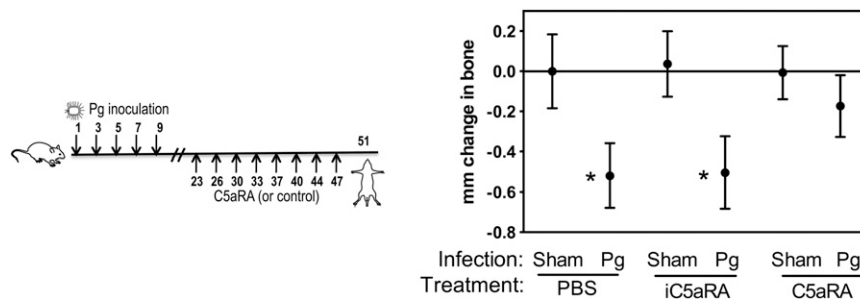 Pg inoculation
1 3 5 7 9
51
23 26 30 33 37 40 44 47
C5aRA (or control)
mm change in bone
0.2
0.0
-0.2
-0.4
-0.6
-0.8
*
*
Infection: Sham Pg Sham Pg Sham Pg
Treatment: PBS iC5aRA C5aRA